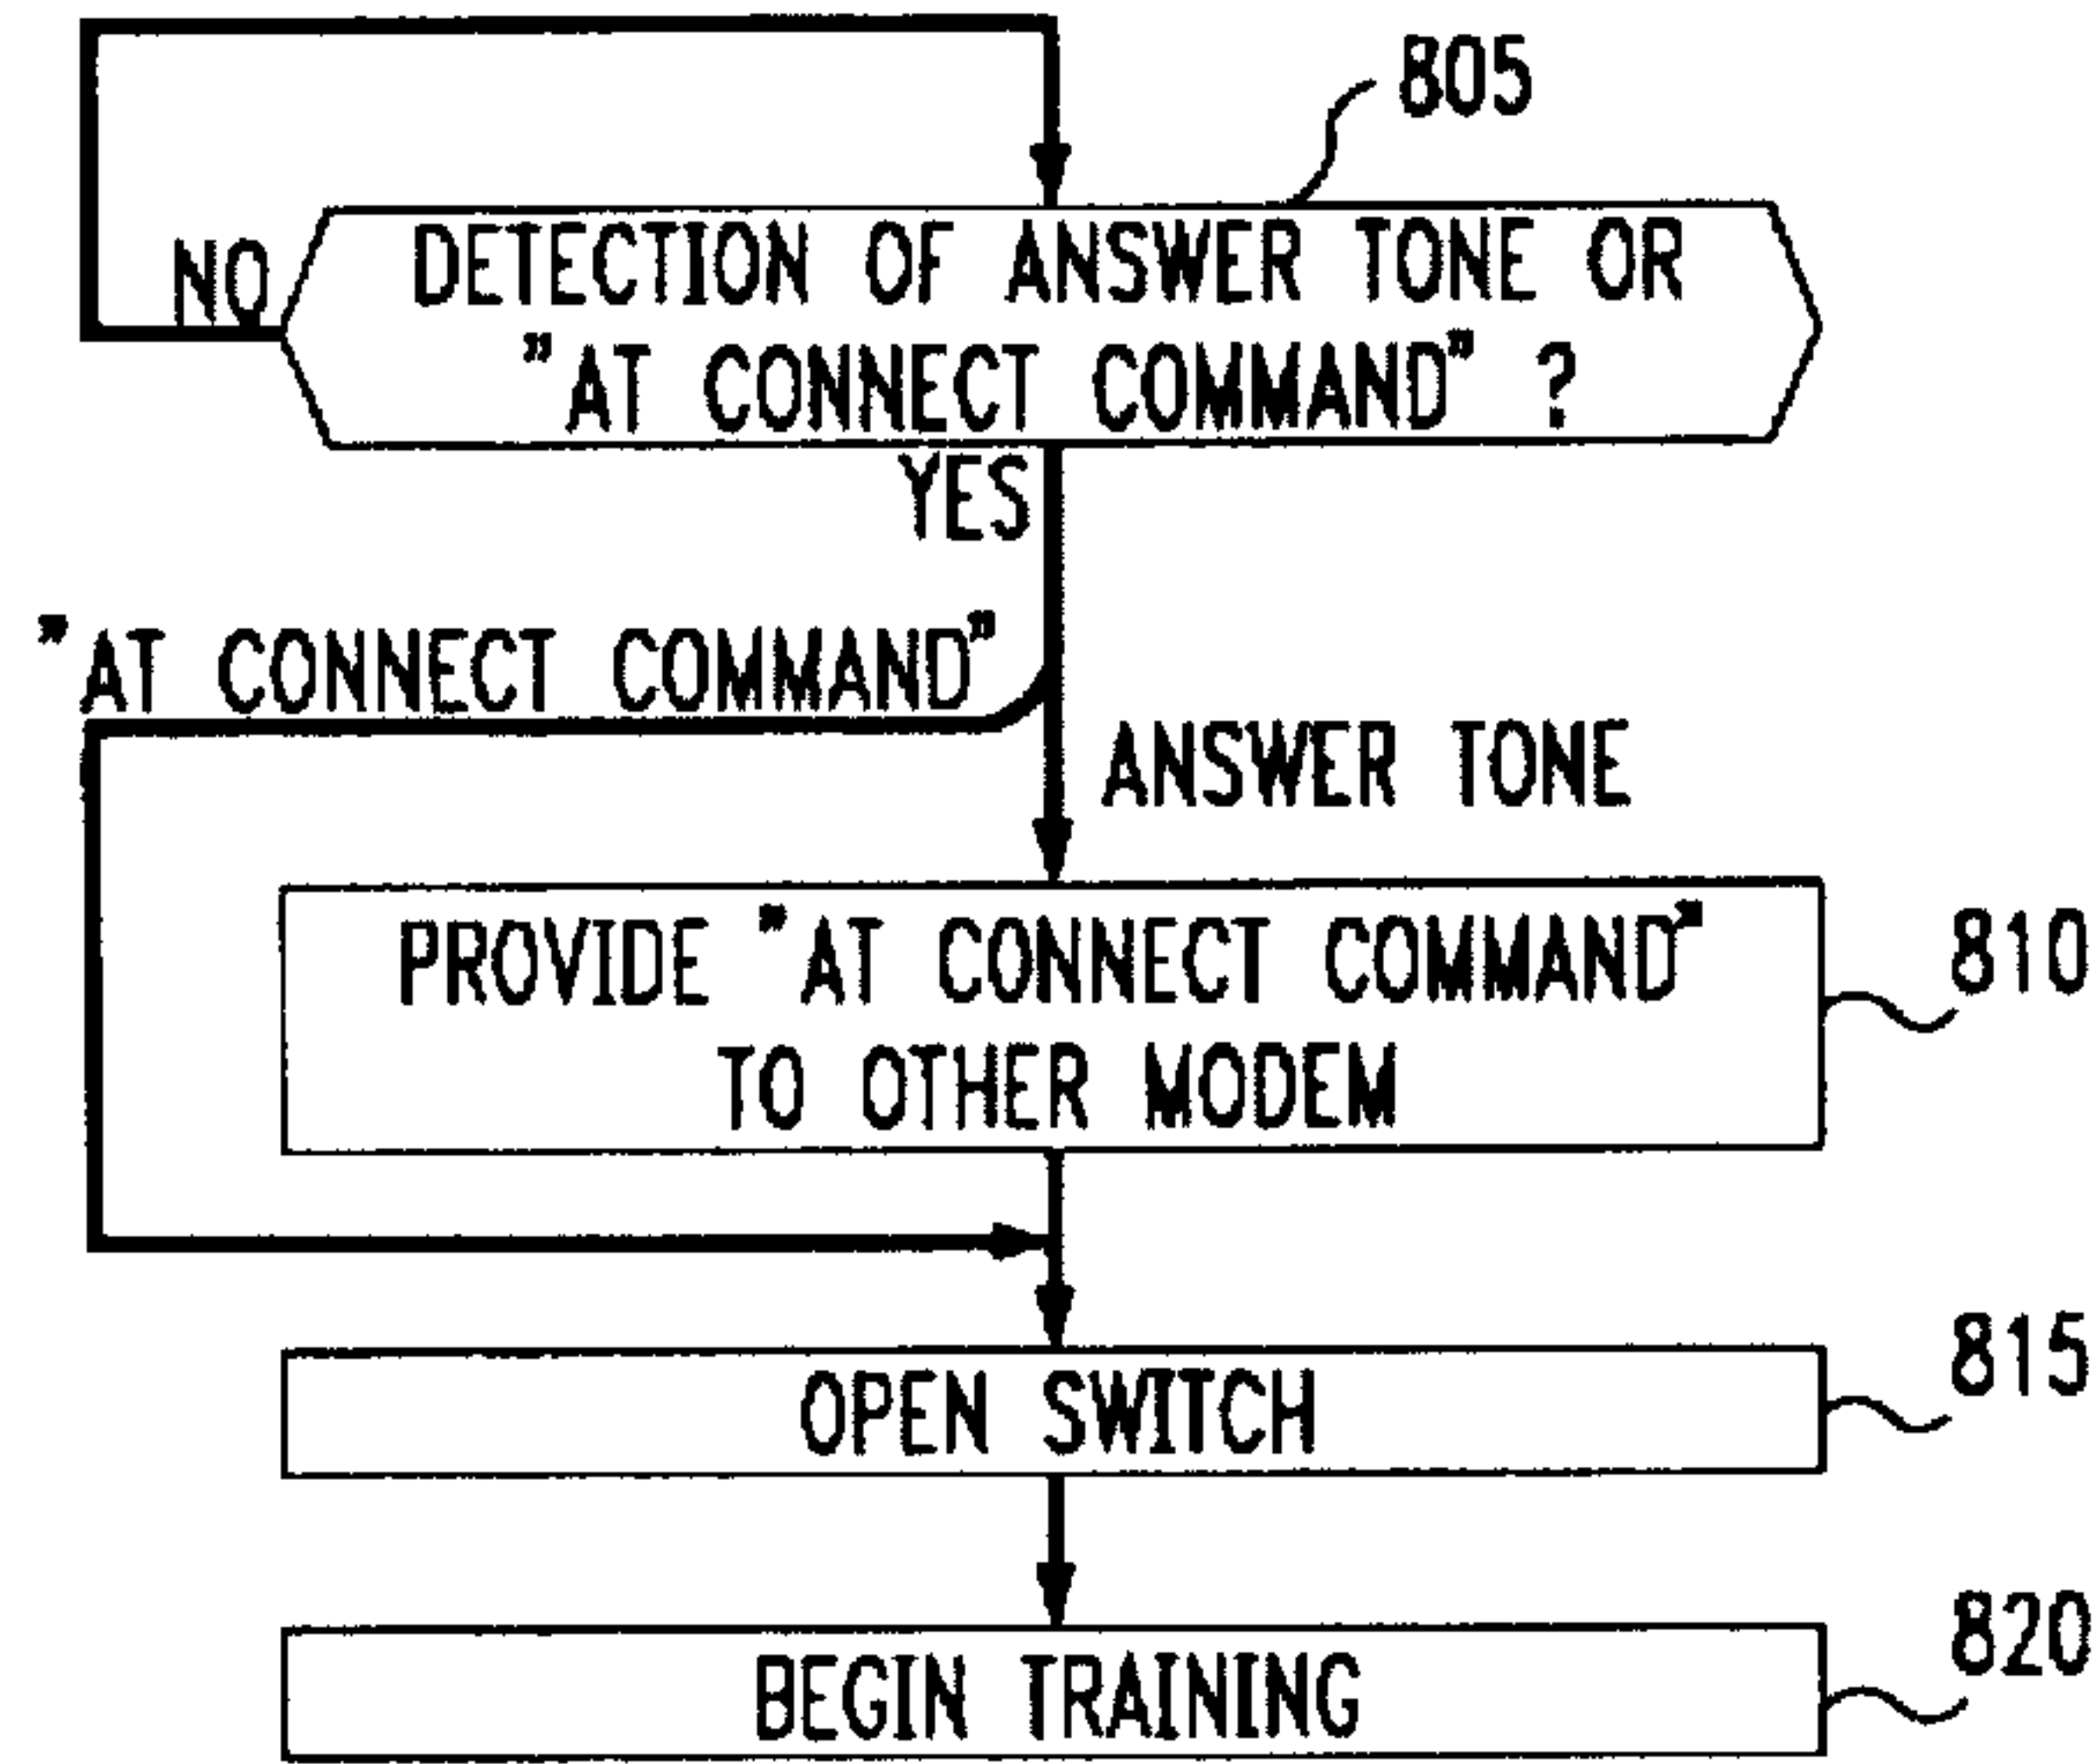 805
DETECTION OF ANSWER TONE OR
"AT CONNECT COMMAND" ?
NO
YES
"AT CONNECT COMMAND"
ANSWER TONE
PROVIDE "AT CONNECT COMMAND"
TO OTHER MODEM
810
OPEN SWITCH
815
BEGIN TRAINING
820